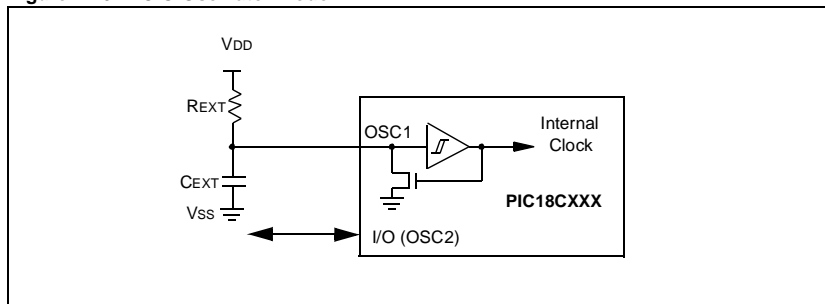 VDD
REXT
OSC1
Internal
Clock
CEXT
PIC18CXXX
VSS
I/O (OSC2)